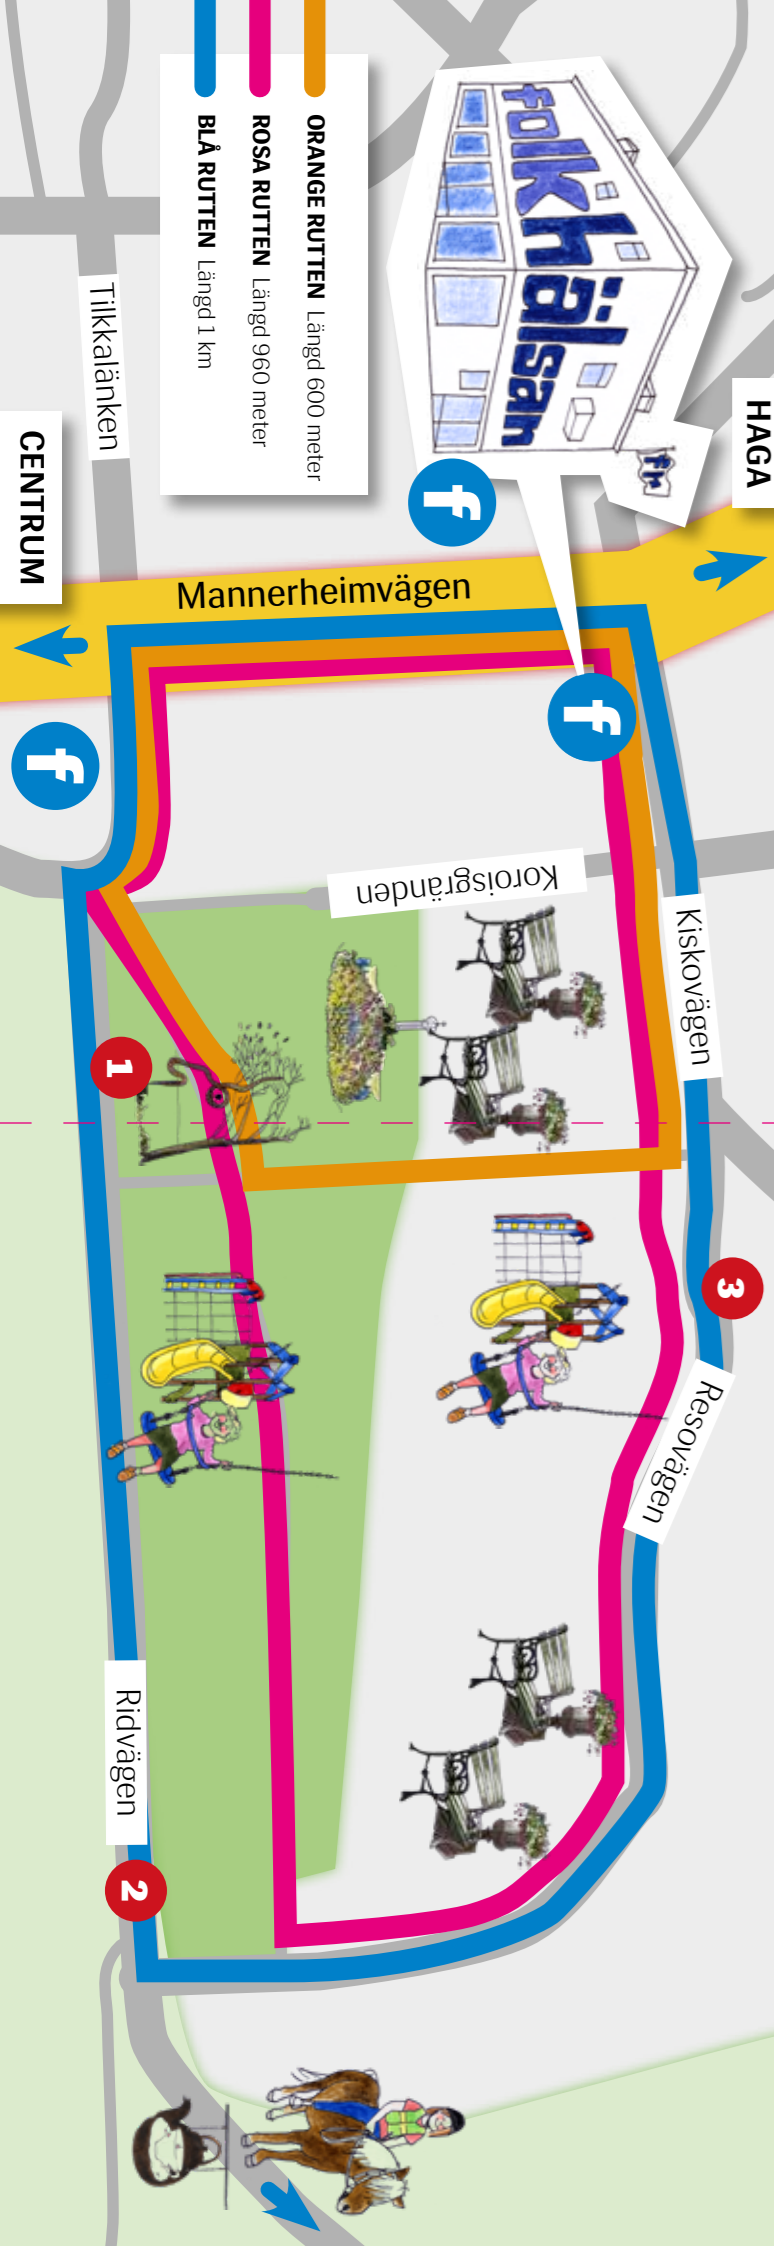 folkhälsan
fh
HAGA
ORANGE RUTTEN Längd 600 meter
ROSA RUTTEN Längd 960 meter
BLÅ RUTTEN Längd 1 km
Tilkkalänken
CENTRUM
f
Mannerheimvägen
f
f
Koroisgränden
Kiskovägen
1
3
Resovägen
Ridvägen
2